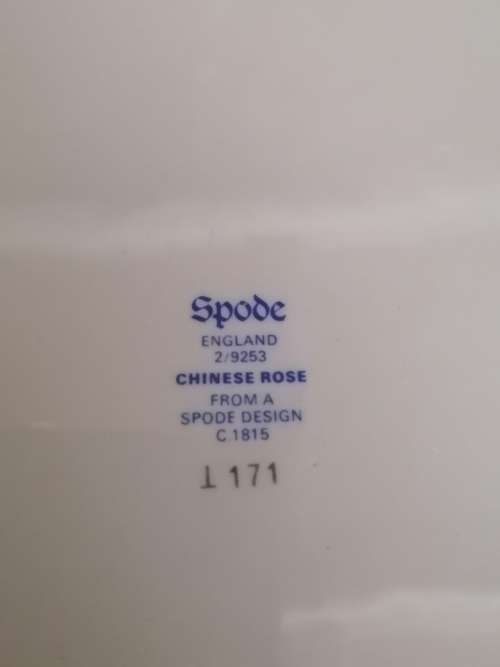 Spode
ENGLAND
2/9253
CHINESE ROSE
FROM A
SPODE DESIGN
C.1815
T 171